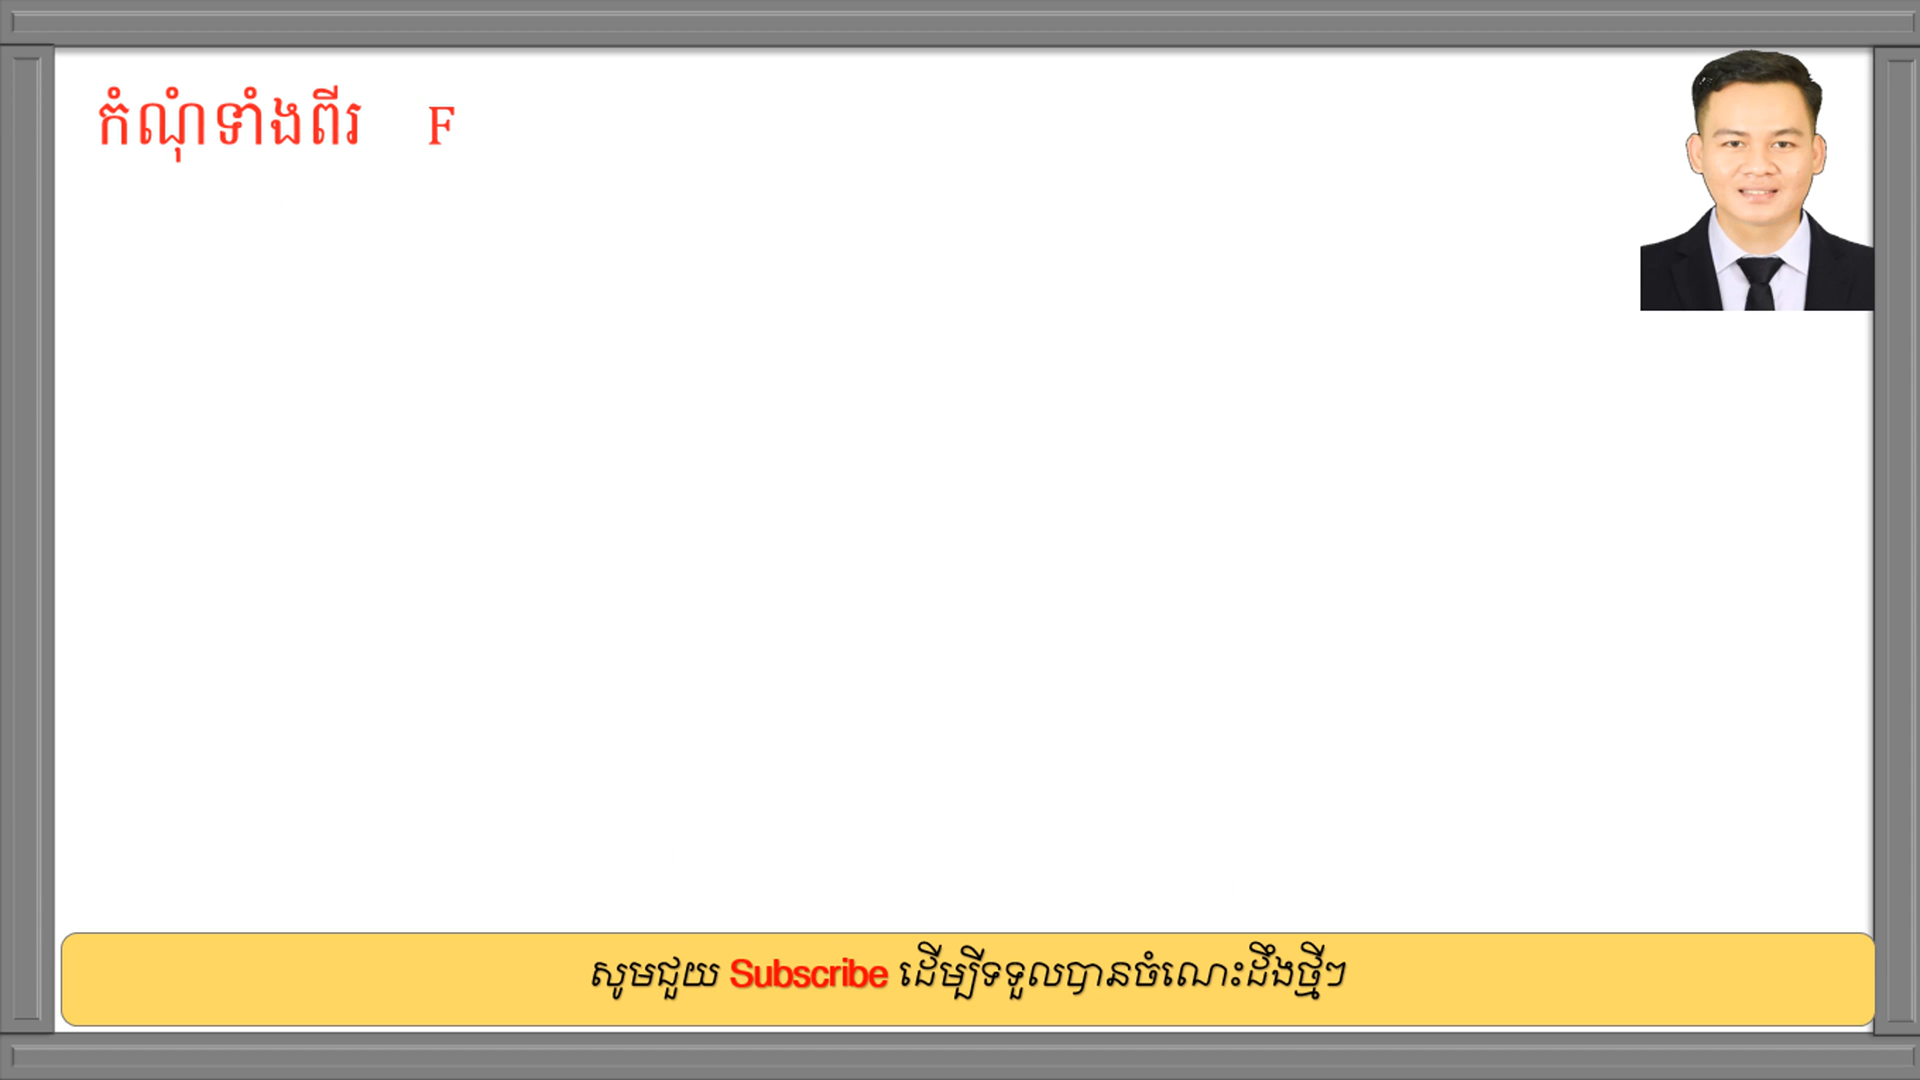 កំណុំទាំងពីរ F
សូមជួយ Subscribe ដើម្បីទទួលបានចំណេះដឹងថ្មីៗ